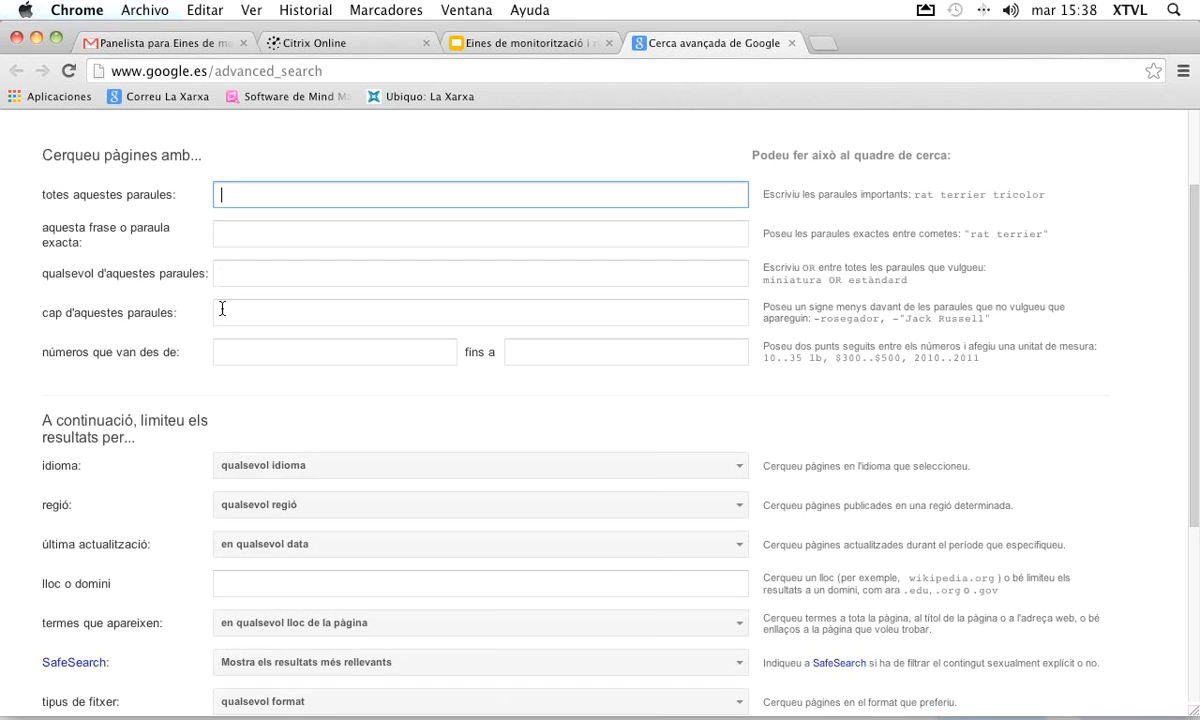 Chrome Archivo Editar Ver Historial Marcadores Ventana Ayuda mar 15:38 XTVL
Panelista para Eines de mo Citrix Online Eines de monitorització i Cerca avançada de Google
www.google.es/advanced_search
Aplicaciones Correu La Xarxa Software de Mind Ma Ubiquo: La Xarxa
Cerqueu pàgines amb... Podeu fer això al quadre de cerca:
totes aquestes paraules: Escriviu les paraules importants: rat terrier tricolor
aquesta frase o paraula
exacta: Poseu les paraules exactes entre cometes: "rat terrier"
qualsevol d'aquestes paraules: Escriviu OR entre totes les paraules que vulgueu:
miniatura OR estàndard
cap d'aquestes paraules: Poseu un signe menys davant de les paraules que no vulgueu que
apareguin: -rosegador, -"Jack Russell"
números que van des de: fins a Poseu dos punts seguits entre els números i afegiu una unitat de mesura:
10..35 lb, $300..$500, 2010..2011
A continuació, limiteu els
resultats per...
idioma: qualsevol idioma Cerqueu pàgines en l'idioma que seleccioneu.
regió: qualsevol regió Cerqueu pàgines publicades en una regió determinada.
última actualització: en qualsevol data Cerqueu pàgines actualitzades durant el període que especifiqueu.
lloc o domini Cerqueu un lloc (per exemple, wikipedia.org ) o bé limiteu els
resultats a un domini, com ara .edu, .org o .gov
termes que apareixen: en qualsevol lloc de la pàgina Cerqueu termes a tota la pàgina, al títol de la pàgina o a l'adreça web, o bé
enllaços a la pàgina que voleu trobar.
SafeSearch: Mostra els resultats més rellevants Indiqueu a SafeSearch si ha de filtrar el contingut sexualment explícit o no.
tipus de fitxer: qualsevol format Cerqueu pàgines en el format que preferiu.